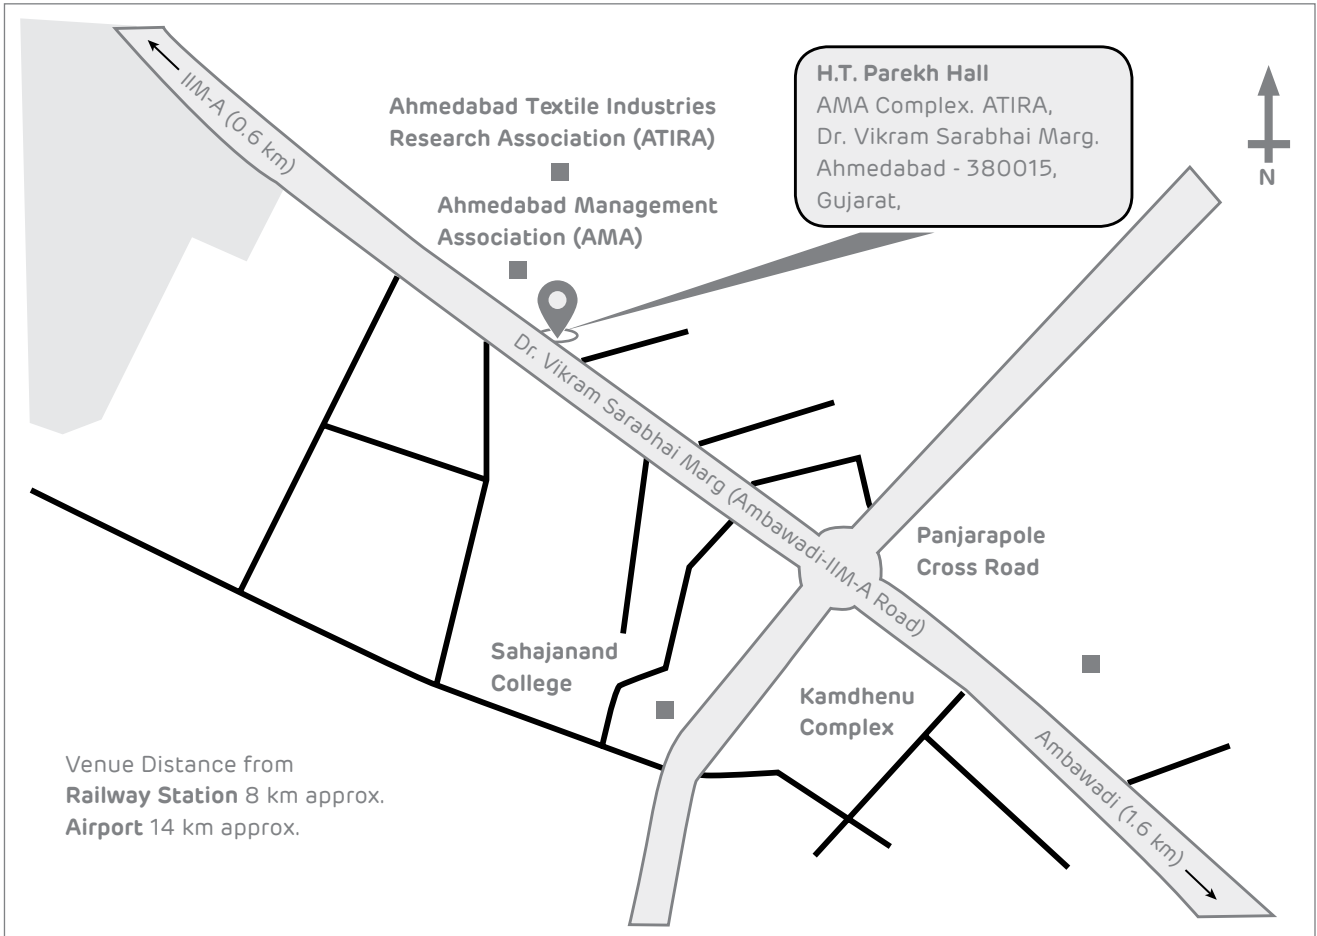 IIM-A (0.6 km)
Ahmedabad Textile Industries
Research Association (ATIRA)
Ahmedabad Management
Association (AMA)
H.T. Parekh Hall
AMA Complex. ATIRA,
Dr. Vikram Sarabhai Marg.
Ahmedabad - 380015,
Gujarat,
N
Dr. Vikram Sarabhai Marg (Ambawadi-IIM-A Road)
Panjarapole
Cross Road
Sahajanand
College
Kamdhenu
Complex
Ambawadi (1.6 km)
Venue Distance from
Railway Station 8 km approx.
Airport 14 km approx.